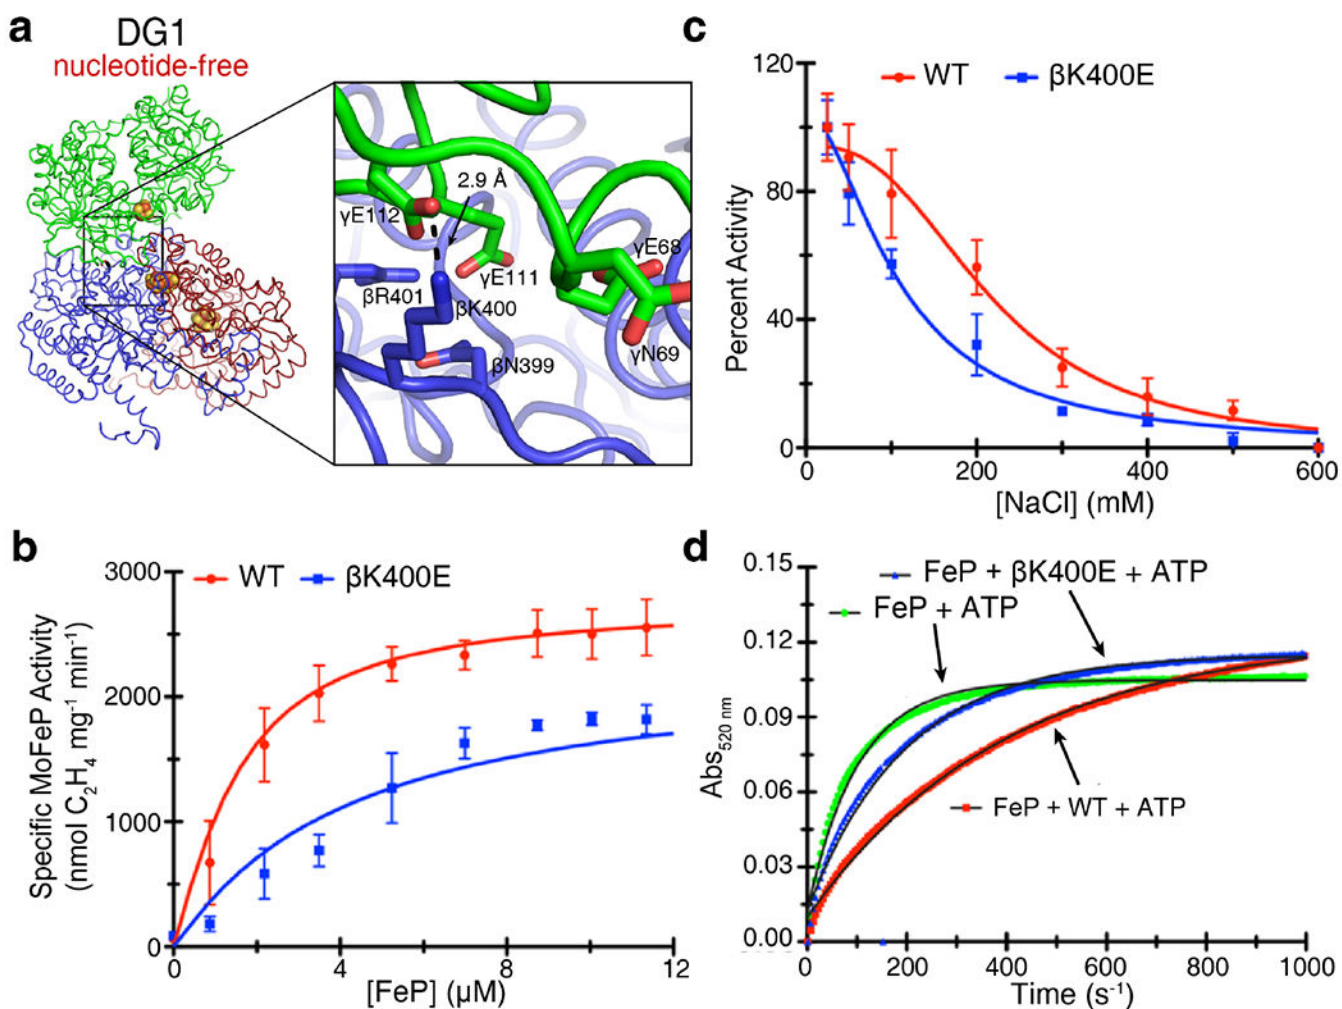 a
DG1
nucleotide-free
2.9 Å
γE112
γE68
γE111
βR401
βK400
γN69
βN399
c
WT βK400E
120
80
40
0
Percent Activity
0 200 400 600
[NaCl] (mM)
b
WT βK400E
3000
2000
1000
0
Specific MoFeP Activity
(nmol C₂H₄ mg⁻¹ min⁻¹)
0 4 8 12
[FeP] (µM)
d
0.15
0.12
0.09
0.06
0.03
0.00
Abs₅₂₀ ₙₘ
FeP + βK400E + ATP
FeP + ATP
FeP + WT + ATP
0 200 400 600 800 1000
Time (s⁻¹)